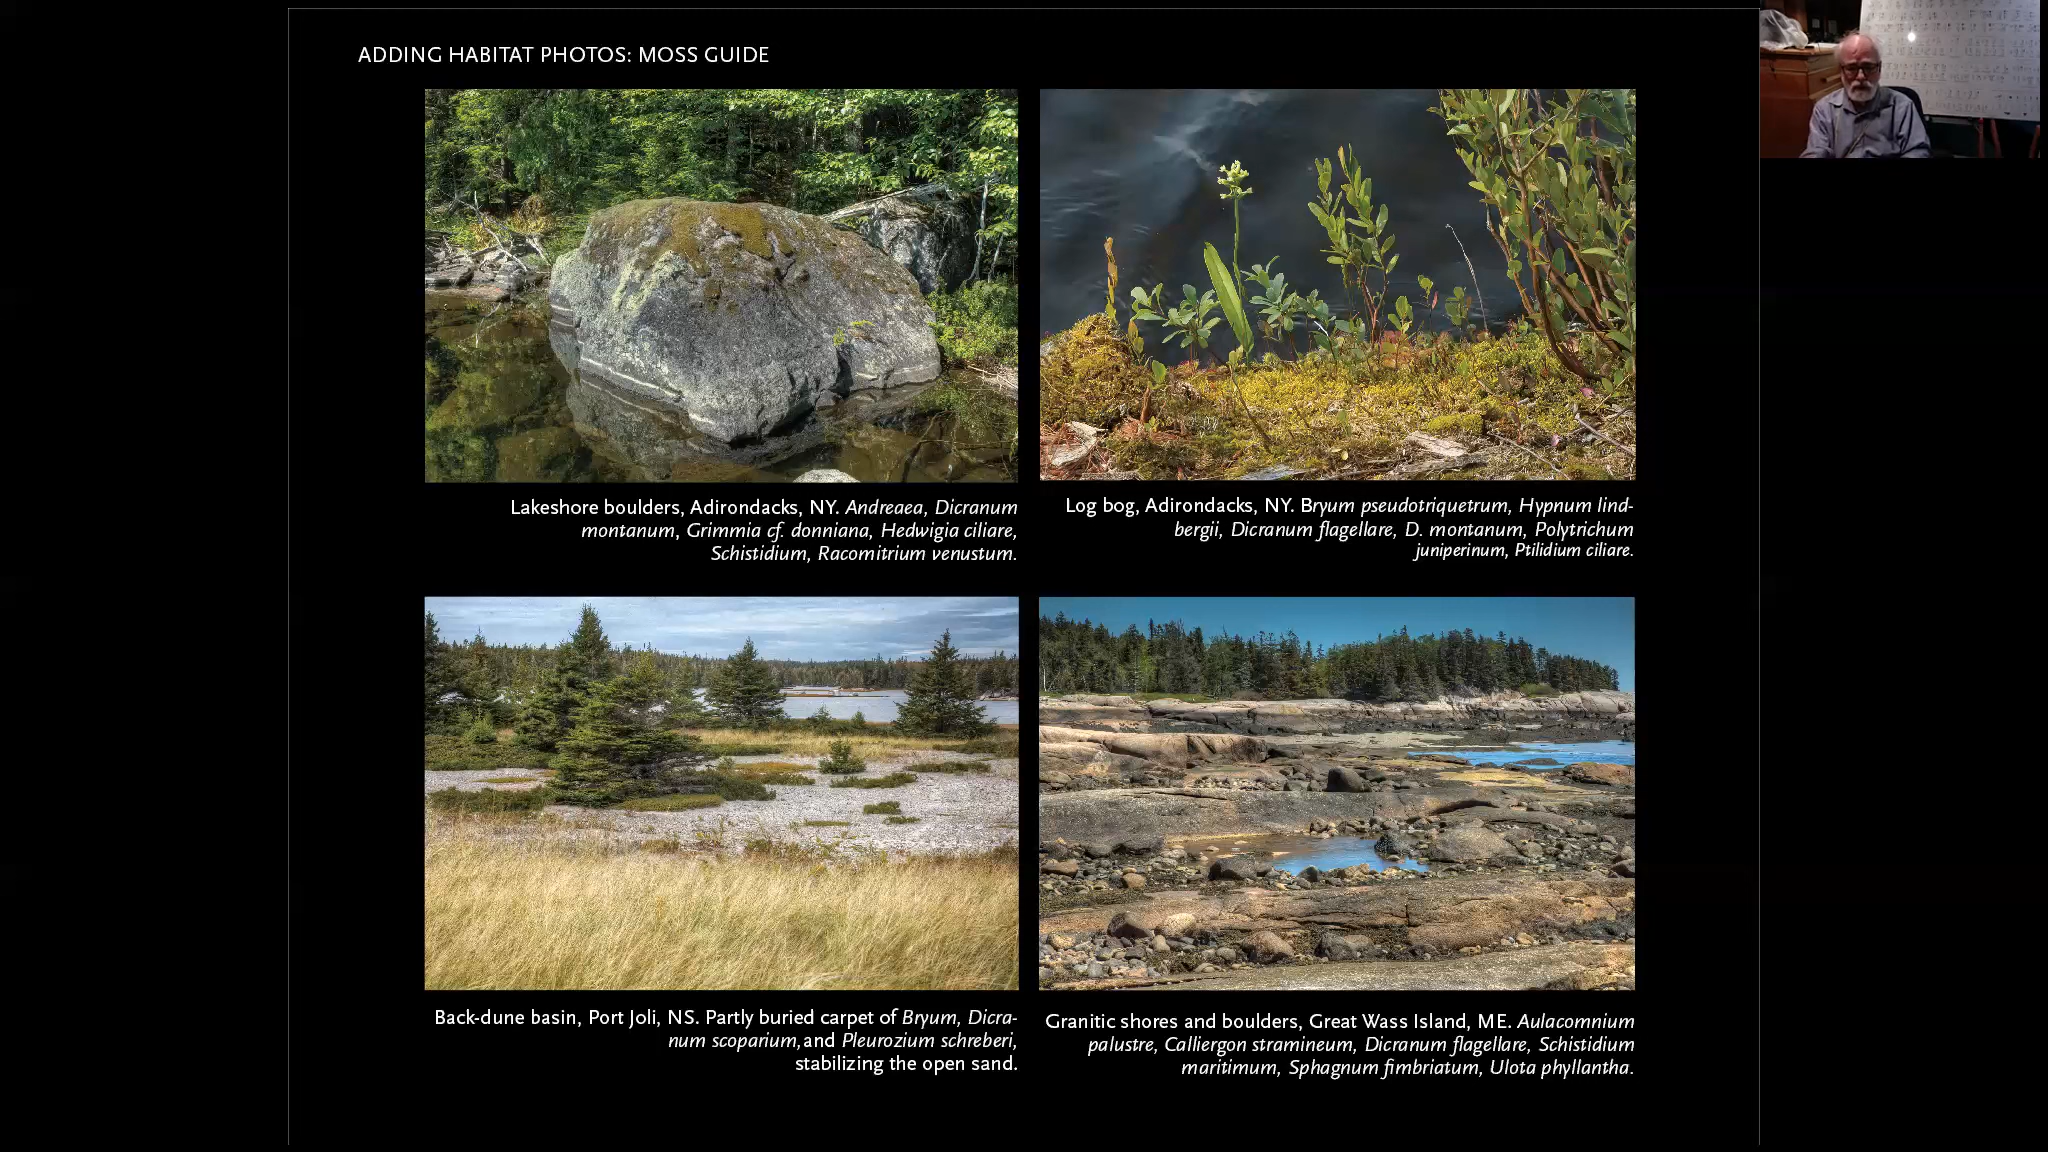 ADDING HABITAT PHOTOS: MOSS GUIDE
Lakeshore boulders, Adirondacks, NY. Andreaea, Dicranum
montanum, Grimmia cf. donniana, Hedwigia ciliare,
Schistidium, Racomitrium venustum.
Log bog, Adirondacks, NY. Bryum pseudotriquetrum, Hypnum lind-
bergii, Dicranum flagellare, D. montanum, Polytrichum
juniperinum, Ptilidium ciliare.
Back-dune basin, Port Joli, NS. Partly buried carpet of Bryum, Dicra-
num scoparium, and Pleurozium schreberi,
stabilizing the open sand.
Granitic shores and boulders, Great Wass Island, ME. Aulacomnium
palustre, Calliergon stramineum, Dicranum flagellare, Schistidium
maritimum, Sphagnum fimbriatum, Ulota phyllantha.